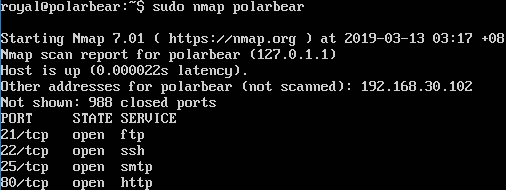 royal@polarbear:~$ sudo nmap polarbear
Starting Nmap 7.01 ( https://nmap.org ) at 2019-03-13 03:17 +08
Nmap scan report for polarbear (127.0.1.1)
Host is up (0.000022s latency).
Other addresses for polarbear (not scanned): 192.168.30.102
Not shown: 988 closed ports
PORT STATE SERVICE
21/tcp open ftp
22/tcp open ssh
25/tcp open smtp
80/tcp open http